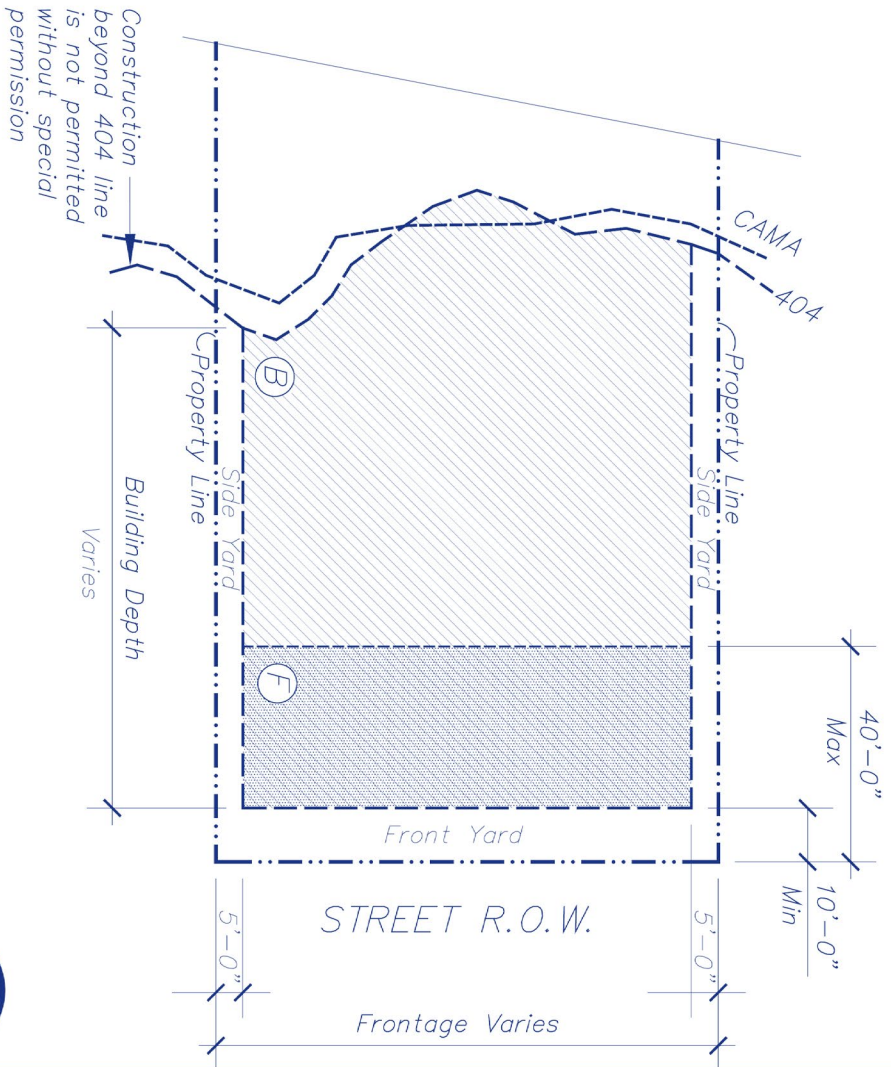 Construction
beyond 404 line
is not permitted
without special
permission
CAMA
404
Property Line
Property Line
B
Side Yard
Side Yard
Building Depth
Varies
F
40'-0"
Max
Front Yard
10'-0"
Min
STREET R.O.W.
5'-0"
5'-0"
Frontage Varies